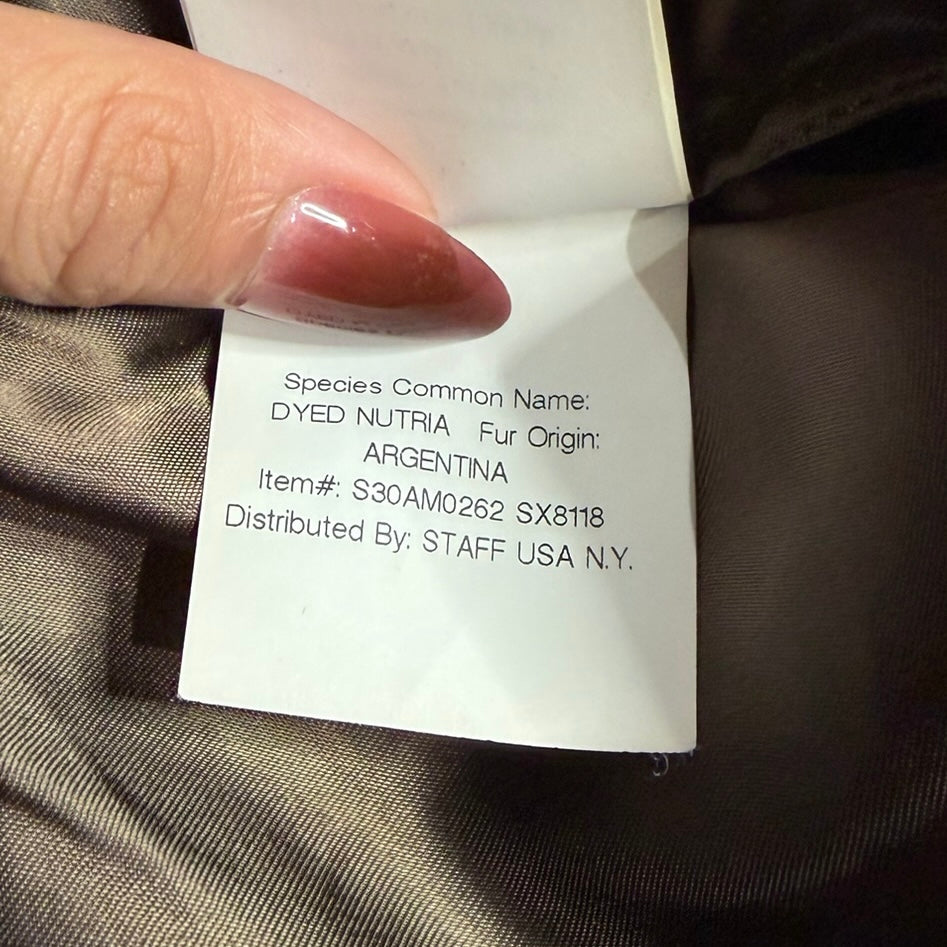 Species Common Name:
DYED NUTRIA Fur Origin:
ARGENTINA
Item#: S30AM0262 SX8118
Distributed By: STAFF USA N.Y.